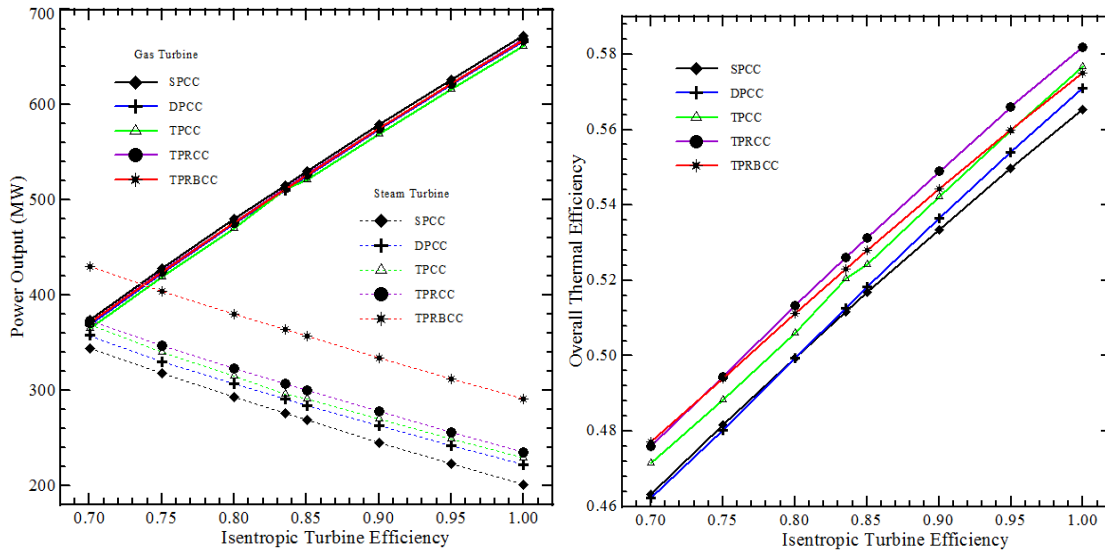 Power Output (MW)
700
600
500
400
300
200
Gas Turbine
SPCC
DPCC
TPCC
TPRCC
TPRBCC
Steam Turbine
SPCC
DPCC
TPCC
TPRCC
TPRBCC
0.70 0.75 0.80 0.85 0.90 0.95 1.00
Isentropic Turbine Efficiency
Overall Thermal Efficiency
0.58
0.56
0.54
0.52
0.50
0.48
0.46
SPCC
DPCC
TPCC
TPRCC
TPRBCC
0.70 0.75 0.80 0.85 0.90 0.95 1.00
Isentropic Turbine Efficiency